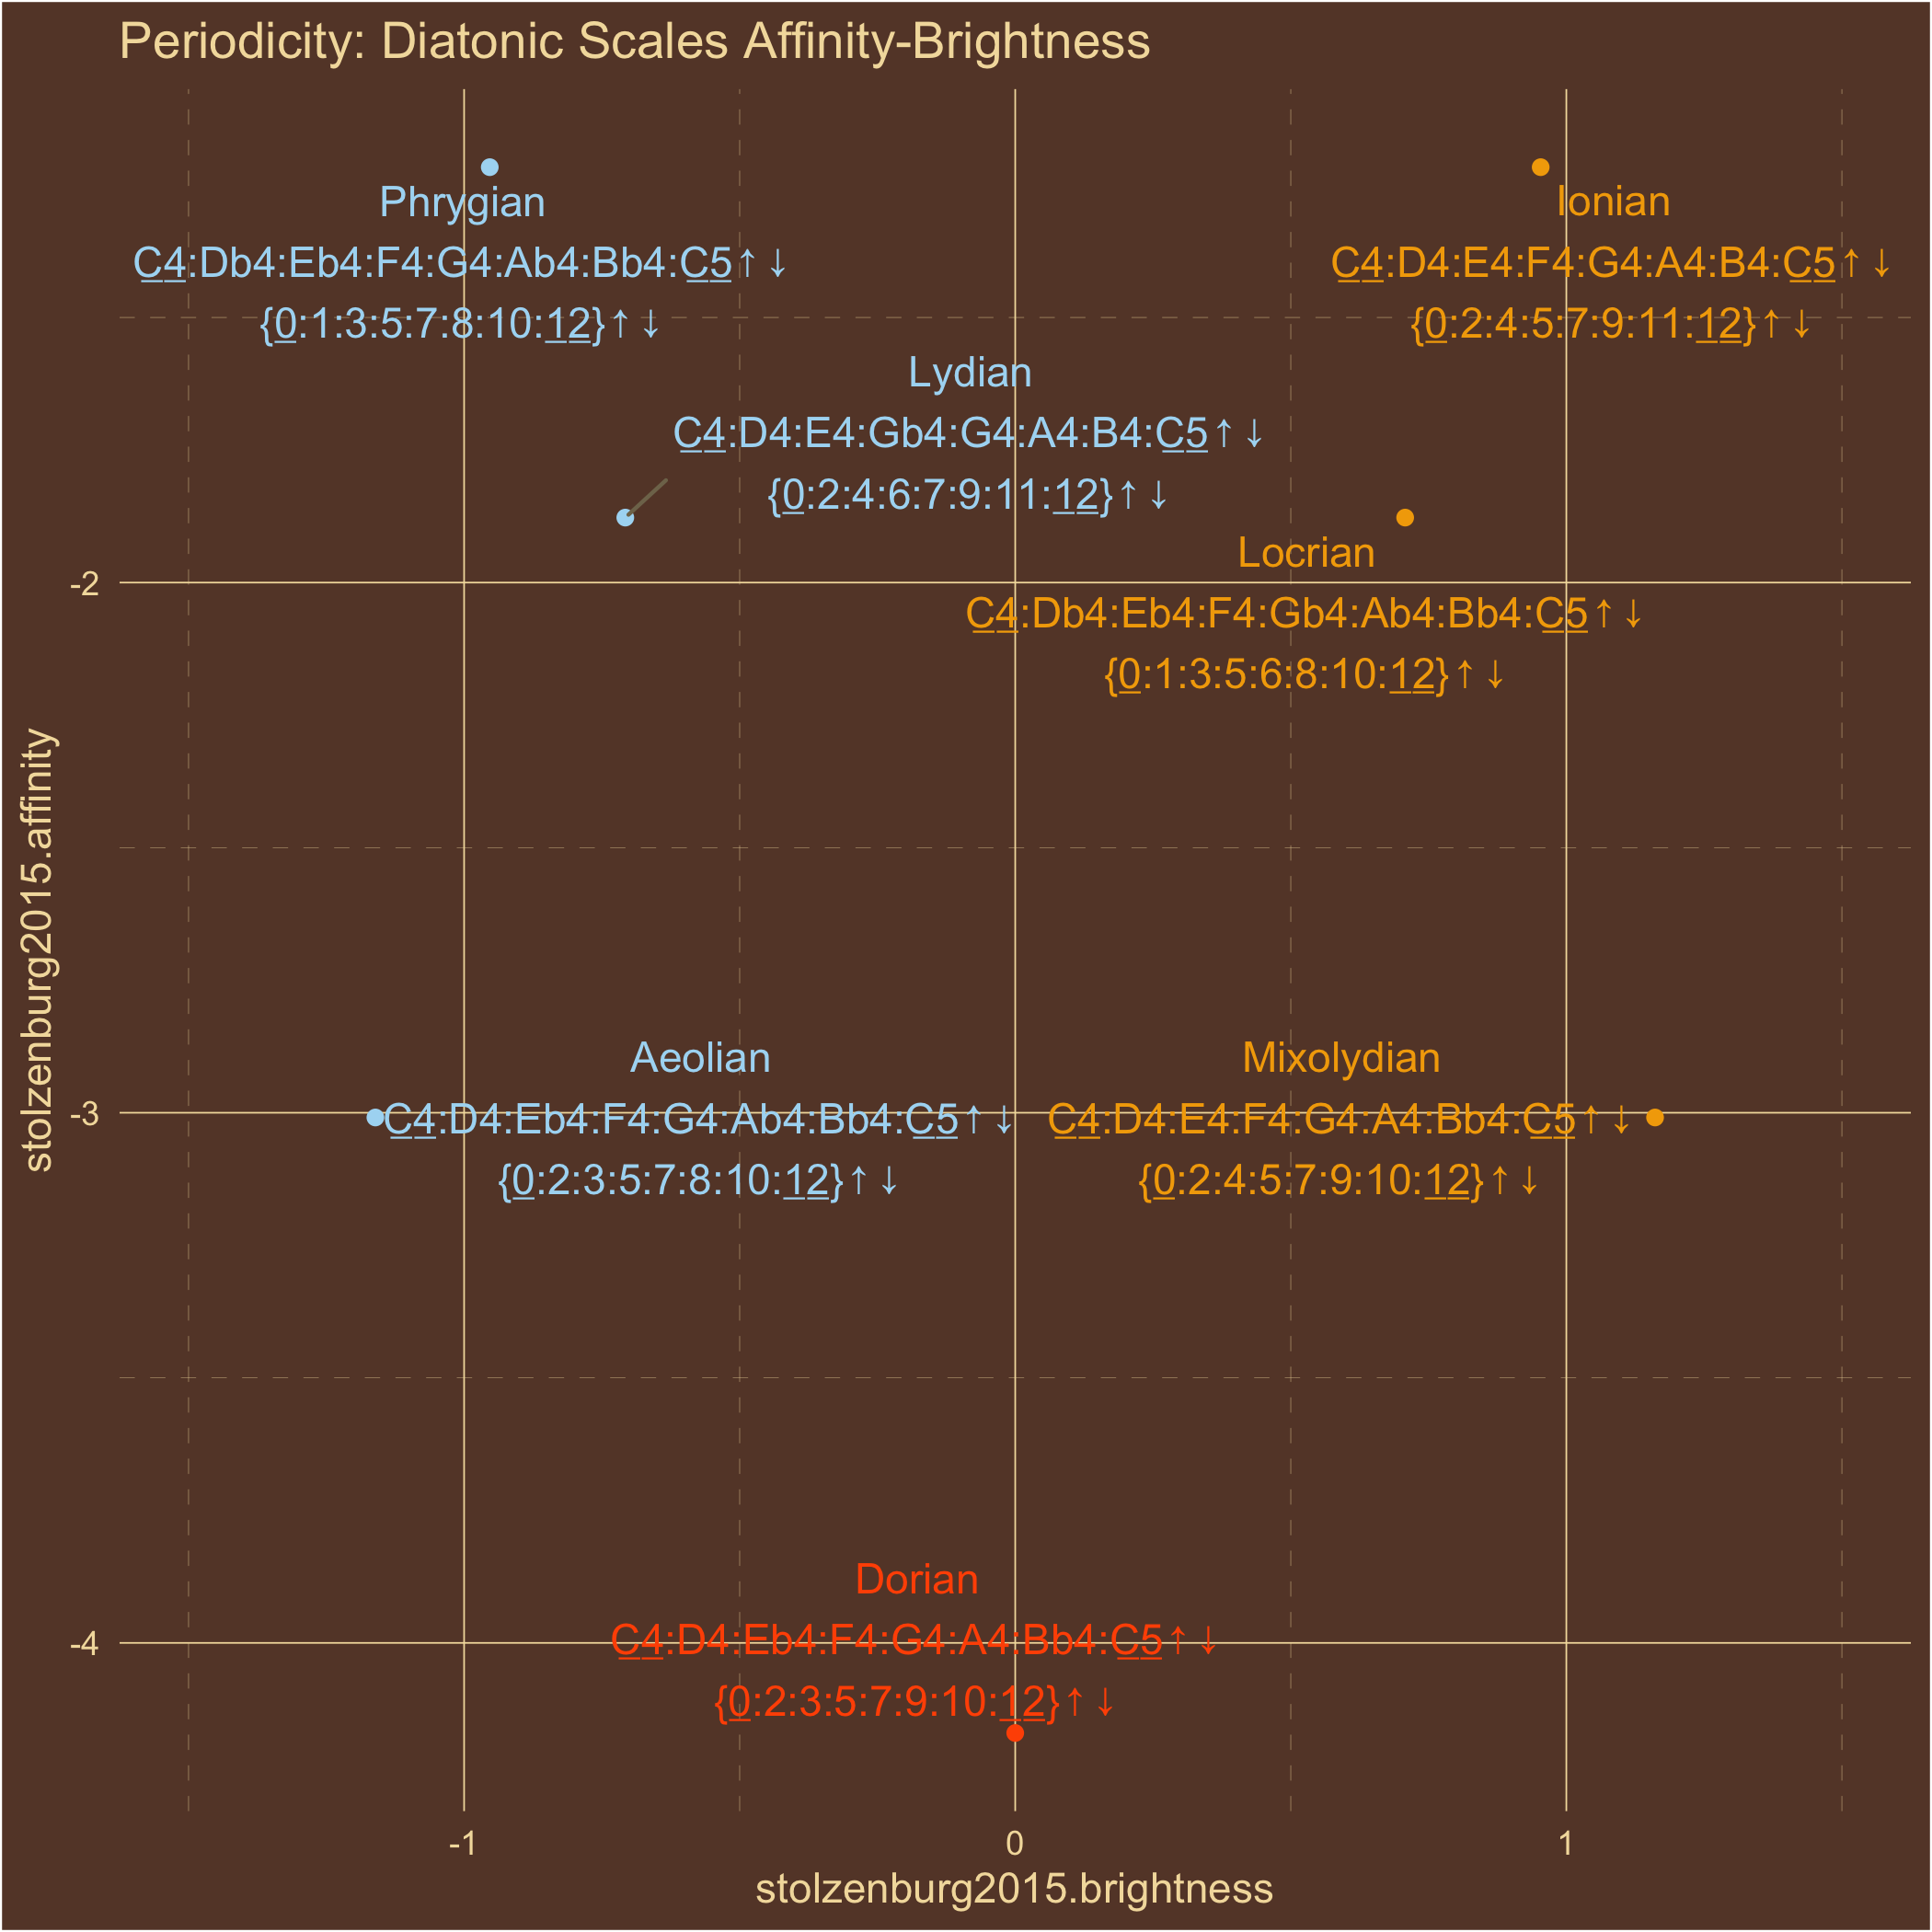 Periodicity: Diatonic Scales Affinity-Brightness
Phrygian
C4:Db4:Eb4:F4:G4:Ab4:Bb4:C5↑↓
{0:1:3:5:7:8:10:12}↑↓
Ionian
C4:D4:E4:F4:G4:A4:B4:C5↑↓
{0:2:4:5:7:9:11:12}↑↓
Lydian
C4:D4:E4:Gb4:G4:A4:B4:C5↑↓
{0:2:4:6:7:9:11:12}↑↓
Locrian
C4:Db4:Eb4:F4:Gb4:Ab4:Bb4:C5↑↓
{0:1:3:5:6:8:10:12}↑↓
Aeolian
C4:D4:Eb4:F4:G4:Ab4:Bb4:C5↑↓
{0:2:3:5:7:8:10:12}↑↓
Mixolydian
C4:D4:E4:F4:G4:A4:Bb4:C5↑↓
{0:2:4:5:7:9:10:12}↑↓
Dorian
C4:D4:Eb4:F4:G4:A4:Bb4:C5↑↓
{0:2:3:5:7:9:10:12}↑↓
-2
-3
-4
stolzenburg2015.affinity
-1
0
1
stolzenburg2015.brightness